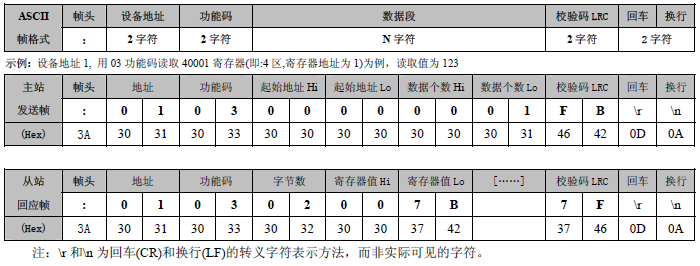 ASCII 帧头 设备地址 功能码 数据段 校验码 LRC 回车 换行
帧格式 : 2 字符 2 字符 N字符 2 字符 2 字符
示例：设备地址 1, 用 03 功能码读取 40001 寄存器(即:4 区,寄存器地址为 1)为例，读取值为 123
主站 帧头 地址 功能码 起始地址 Hi 起始地址 Lo 数据个数 Hi 数据个数 Lo 校验码 LRC 回车 换行
发送帧 : 0 1 0 3 0 0 0 0 0 0 0 1 F B \r \n
(Hex) 3A 30 31 30 33 30 30 30 30 30 30 30 31 46 42 0D 0A
从站 帧头 地址 功能码 字节数 寄存器值 Hi 寄存器值 Lo [……] 校验码 LRC 回车 换行
回应帧 : 0 1 0 3 0 2 0 0 7 B 7 F \r \n
(Hex) 3A 30 31 30 33 30 32 30 30 37 42 37 46 0D 0A
注：\r 和\n 为回车(CR)和换行(LF)的转义字符表示方法，而非实际可见的字符。